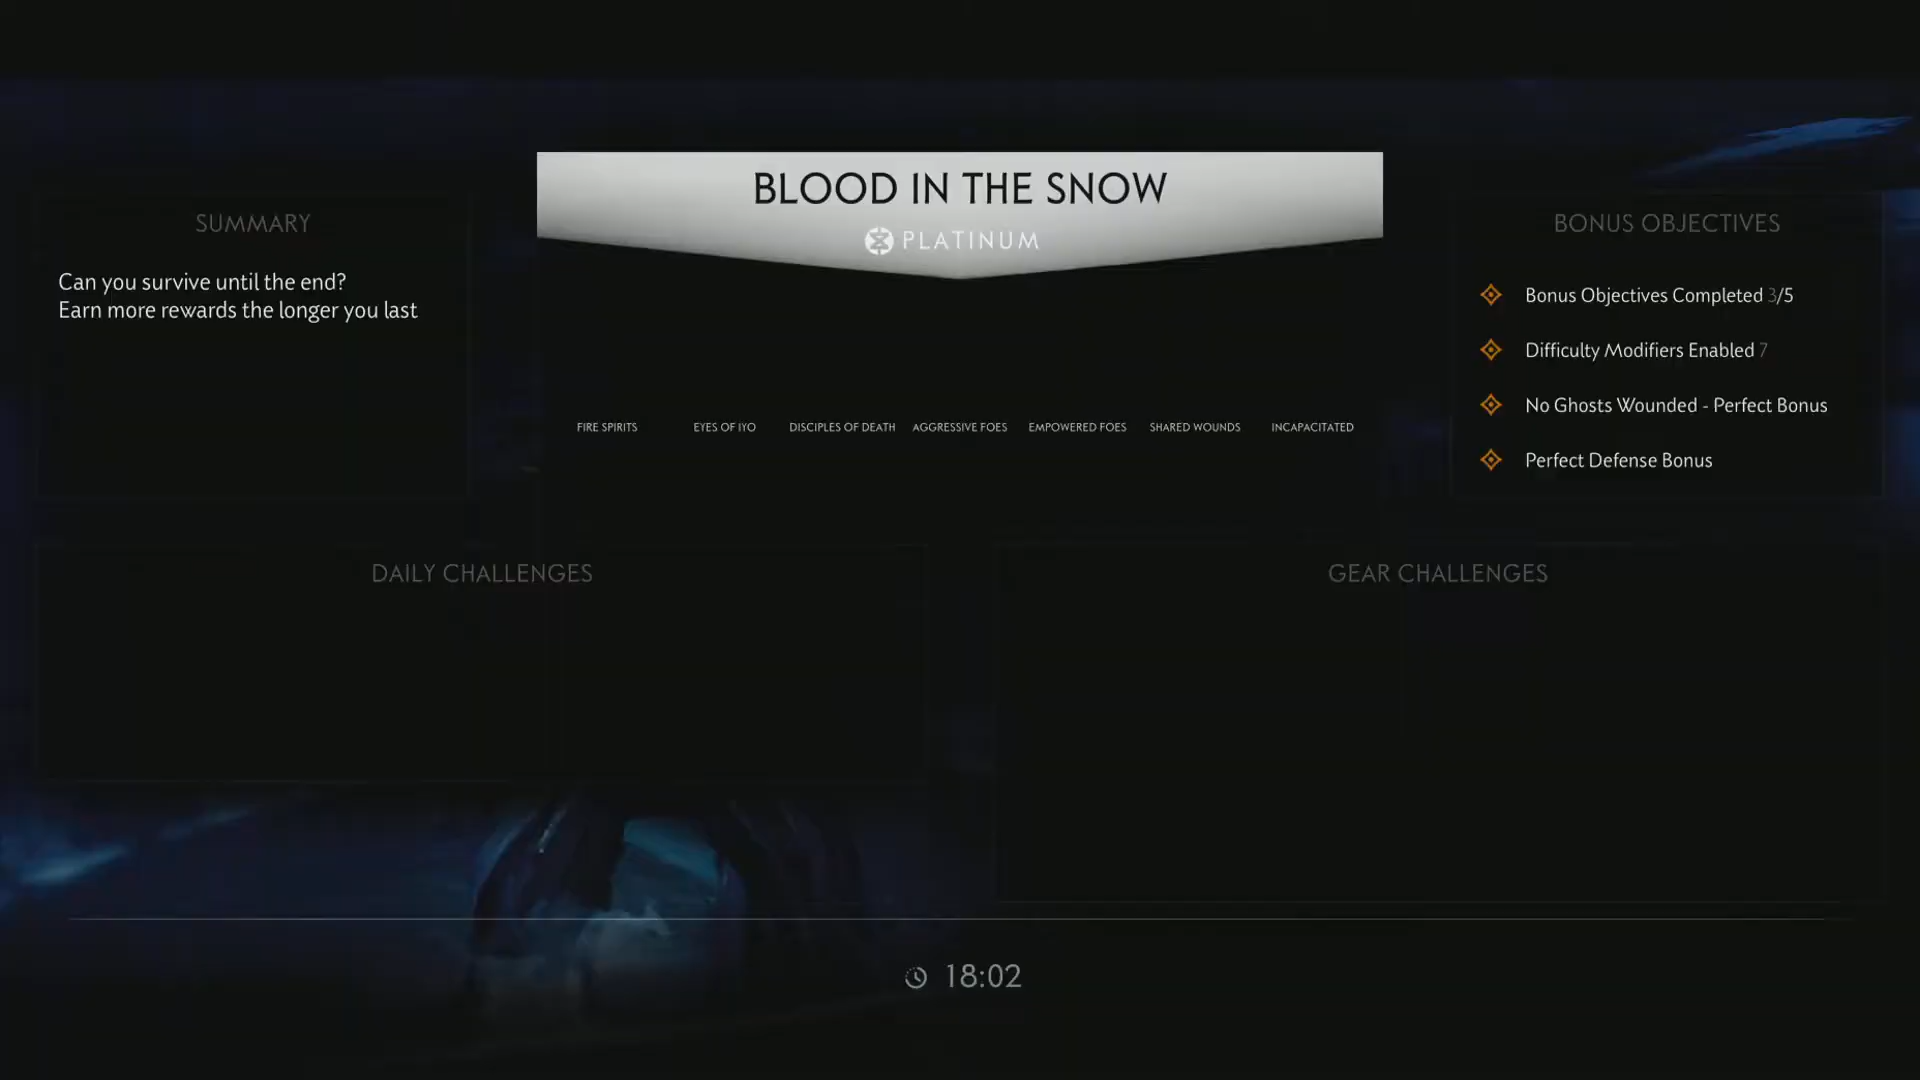 BLOOD IN THE SNOW
PLATINUM
SUMMARY
Can you survive until the end?
Earn more rewards the longer you last
FIRE SPIRITS
EYES OF IYO
DISCIPLES OF DEATH
AGGRESSIVE FOES
EMPOWERED FOES
SHARED WOUNDS
INCAPACITATED
BONUS OBJECTIVES
Bonus Objectives Completed 3/5
Difficulty Modifiers Enabled 7
No Ghosts Wounded - Perfect Bonus
Perfect Defense Bonus
DAILY CHALLENGES
GEAR CHALLENGES
18:02